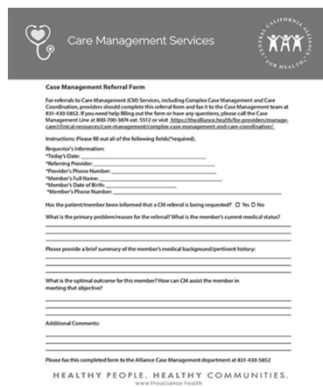 Care Management Services
CENTRAL CALIFORNIA ALLIANCE FOR HEALTH
Case Management Referral Form
For referrals to Care Management (CM) Services, including Complex Case Management and Care
Coordination, providers should complete this referral form and fax it to the Case Management team at
831-430-5852. If you need help filling out the form or have any questions, please call the Case
Management Line at 800-700-3874 ext. 5512 or visit https://thealliance.health/for-providers/manage-
care/clinical-resources/care-management/complex-case-management-and-care-coordination/.
Instructions: Please fill out all of the following fields(*required).
Requestor's Information:
*Today's Date:
*Referring Provider:
*Provider's Phone Number:
*Member's Full Name:
*Member's Date of Birth:
*Member's Phone Number:
Has the patient/member been informed that a CM referral is being requested? ☐ Yes ☐ No
What is the primary problem/reason for the referral? What is the member's current medical status?
Please provide a brief summary of the member's medical background/pertinent history:
What is the optimal outcome for this member? How can CM assist the member in
meeting that objective?
Additional Comments:
Please fax this completed form to the Alliance Case Management department at 831-430-5852
HEALTHY PEOPLE. HEALTHY COMMUNITIES.
www.thealliance.health